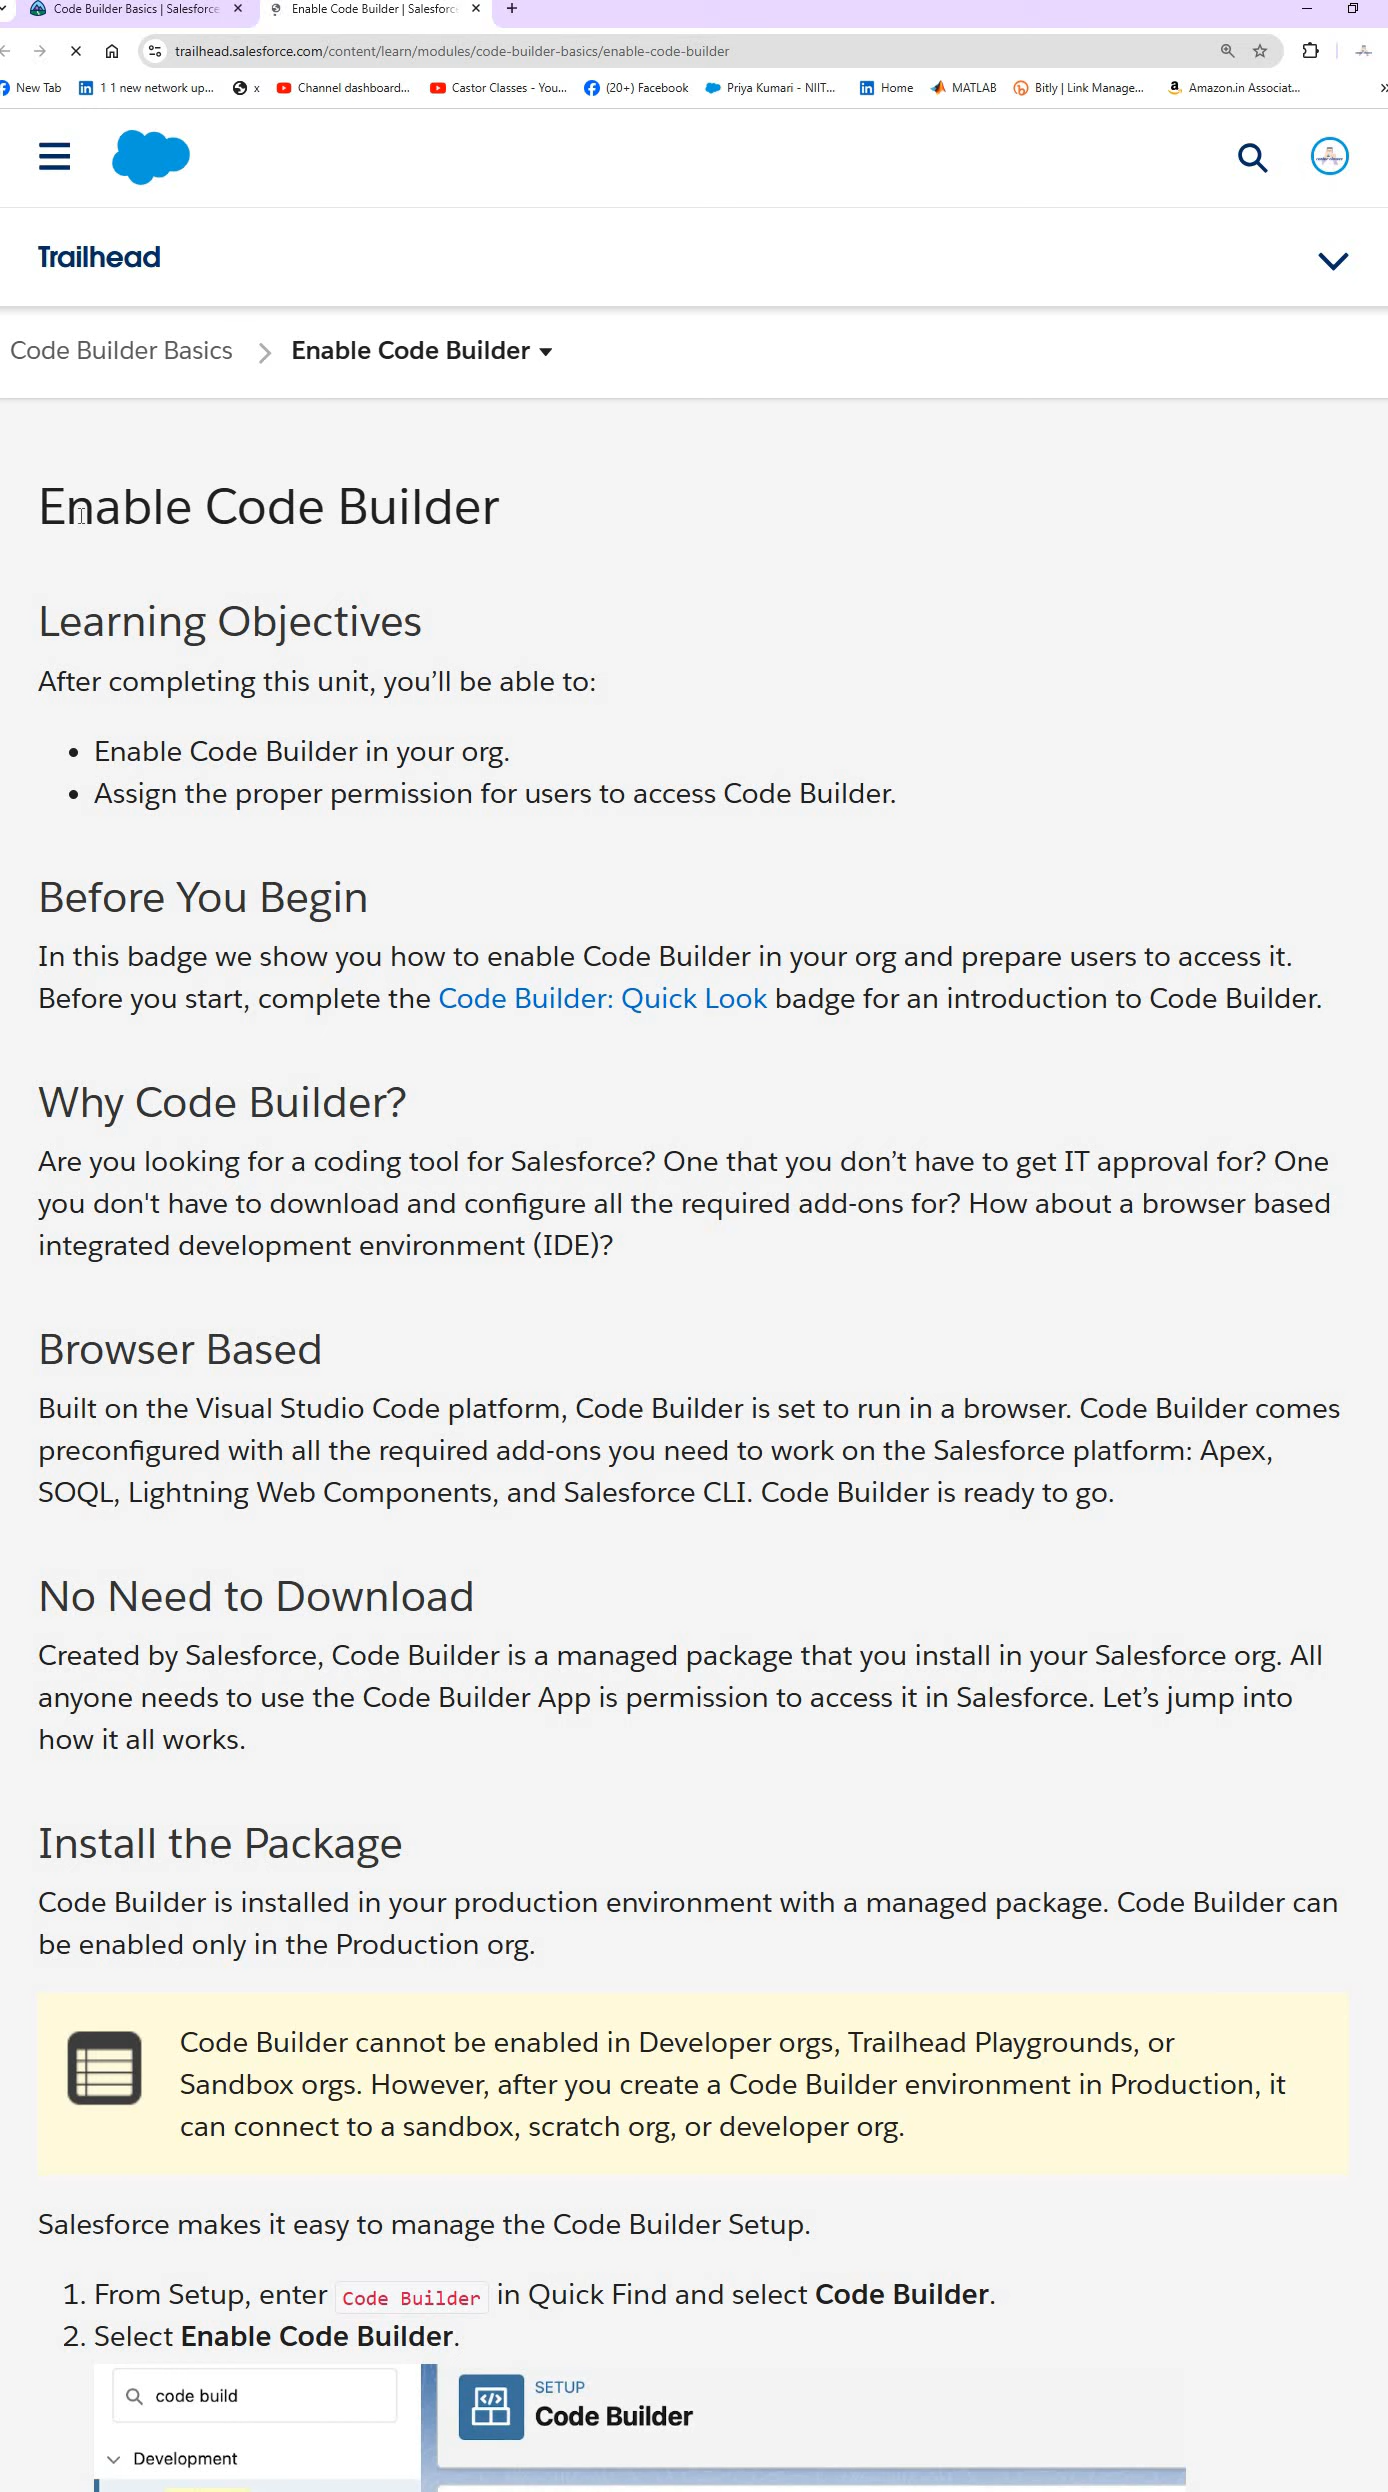 Code Builder Basics | Salesforce
Enable Code Builder | Salesforc
trailhead.salesforce.com/content/learn/modules/code-builder-basics/enable-code-builder
New Tab
1 1 new network up...
x
Channel dashboard...
Castor Classes - You...
(20+) Facebook
Priya Kumari - NIIT...
Home
MATLAB
Bitly | Link Manage...
Amazon.in Associat...
Trailhead
Code Builder Basics
Enable Code Builder
Enable Code Builder
Learning Objectives
After completing this unit, you’ll be able to:
• Enable Code Builder in your org.
• Assign the proper permission for users to access Code Builder.
Before You Begin
In this badge we show you how to enable Code Builder in your org and prepare users to access it.
Before you start, complete the Code Builder: Quick Look badge for an introduction to Code Builder.
Why Code Builder?
Are you looking for a coding tool for Salesforce? One that you don’t have to get IT approval for? One
you don't have to download and configure all the required add-ons for? How about a browser based
integrated development environment (IDE)?
Browser Based
Built on the Visual Studio Code platform, Code Builder is set to run in a browser. Code Builder comes
preconfigured with all the required add-ons you need to work on the Salesforce platform: Apex,
SOQL, Lightning Web Components, and Salesforce CLI. Code Builder is ready to go.
No Need to Download
Created by Salesforce, Code Builder is a managed package that you install in your Salesforce org. All
anyone needs to use the Code Builder App is permission to access it in Salesforce. Let’s jump into
how it all works.
Install the Package
Code Builder is installed in your production environment with a managed package. Code Builder can
be enabled only in the Production org.
Code Builder cannot be enabled in Developer orgs, Trailhead Playgrounds, or
Sandbox orgs. However, after you create a Code Builder environment in Production, it
can connect to a sandbox, scratch org, or developer org.
Salesforce makes it easy to manage the Code Builder Setup.
1. From Setup, enter Code Builder in Quick Find and select Code Builder.
2. Select Enable Code Builder.
code build
SETUP
Code Builder
Development